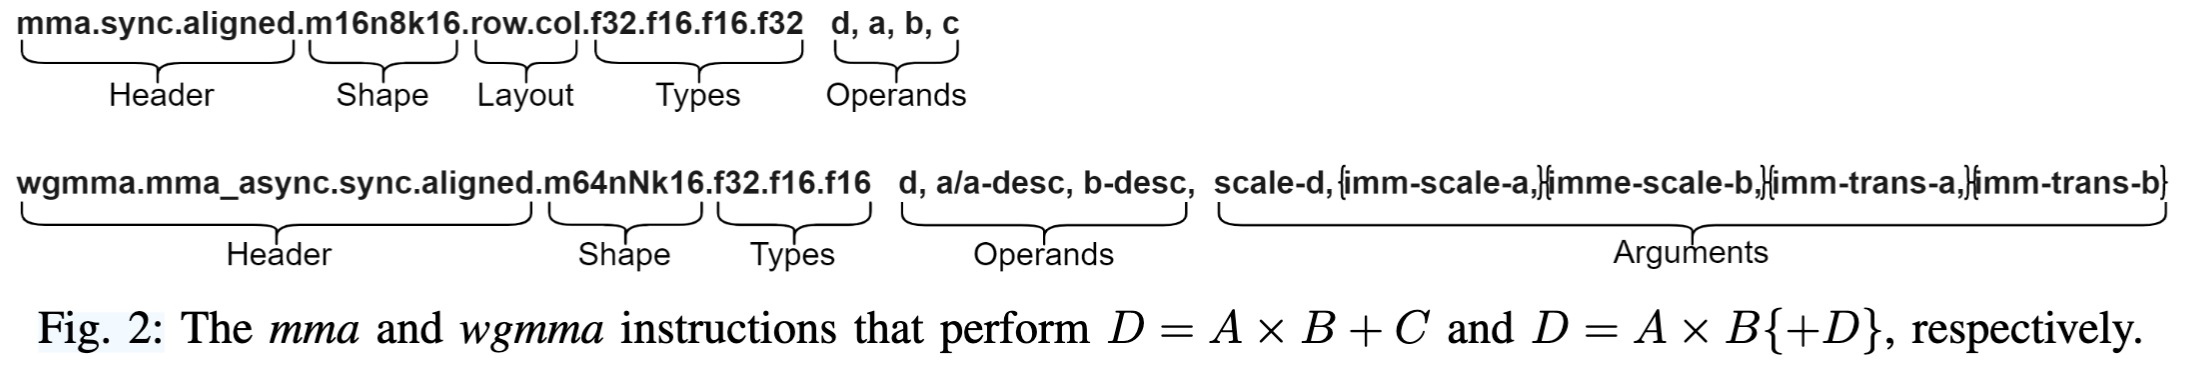 mma.sync.aligned.m16n8k16.row.col.f32.f16.f16.f32 d, a, b, c
Header Shape Layout Types Operands
wgmma.mma_async.sync.aligned.m64nNk16.f32.f16.f16 d, a/a-desc, b-desc, scale-d, {imm-scale-a,}{imme-scale-b,}{imm-trans-a,}{imm-trans-b}
Header Shape Types Operands Arguments
Fig. 2: The mma and wgmma instructions that perform D = A × B + C and D = A × B{+D}, respectively.